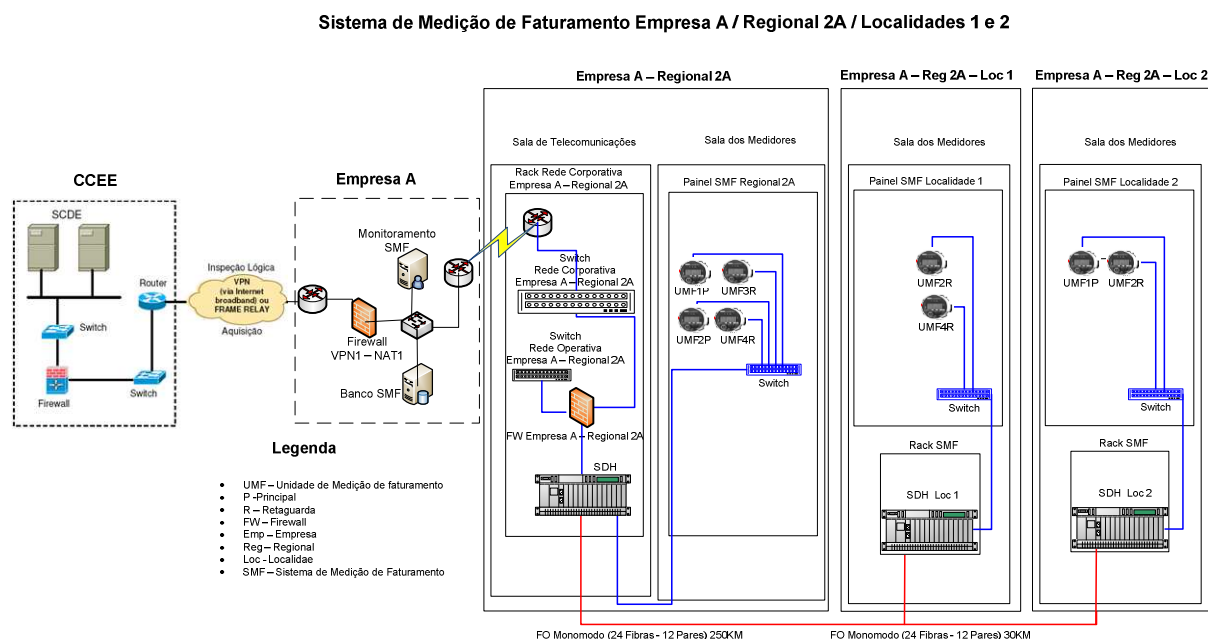 Sistema de Medição de Faturamento Empresa A / Regional 2A / Localidades 1 e 2
CCEE
SCDE
Switch
Firewall
Router
Switch
Inspeção Lógica
VPN
(via Internet
broadband) ou
FRAME RELAY
Aquisição
Empresa A
Monitoramento
SMF
Firewall
VPN1 – NAT1
Banco SMF
Empresa A – Regional 2A
Sala de Telecomunicações
Rack Rede Corporativa
Empresa A – Regional 2A
Switch
Rede Corporativa
Empresa A – Regional 2A
Switch
Rede Operativa
Empresa A – Regional 2A
FW Empresa A – Regional 2A
SDH
Sala dos Medidores
Painel SMF Regional 2A
UMF1P
UMF3R
UMF2P
UMF4R
Switch
Empresa A – Reg 2A – Loc 1
Sala dos Medidores
Painel SMF Localidade 1
UMF2R
UMF4R
Switch
Rack SMF
SDH Loc 1
Empresa A – Reg 2A – Loc 2
Sala dos Medidores
Painel SMF Localidade 2
UMF1P
UMF2R
Switch
Rack SMF
SDH Loc 2
Legenda
• UMF – Unidade de Medição de faturamento
• P -Principal
• R – Retaguarda
• FW – Firewall
• Emp – Empresa
• Reg – Regional
• Loc - Localidae
• SMF – Sistema de Medição de Faturamento
FO Monomodo (24 Fibras - 12 Pares) 250KM
FO Monomodo (24 Fibras - 12 Pares) 30KM